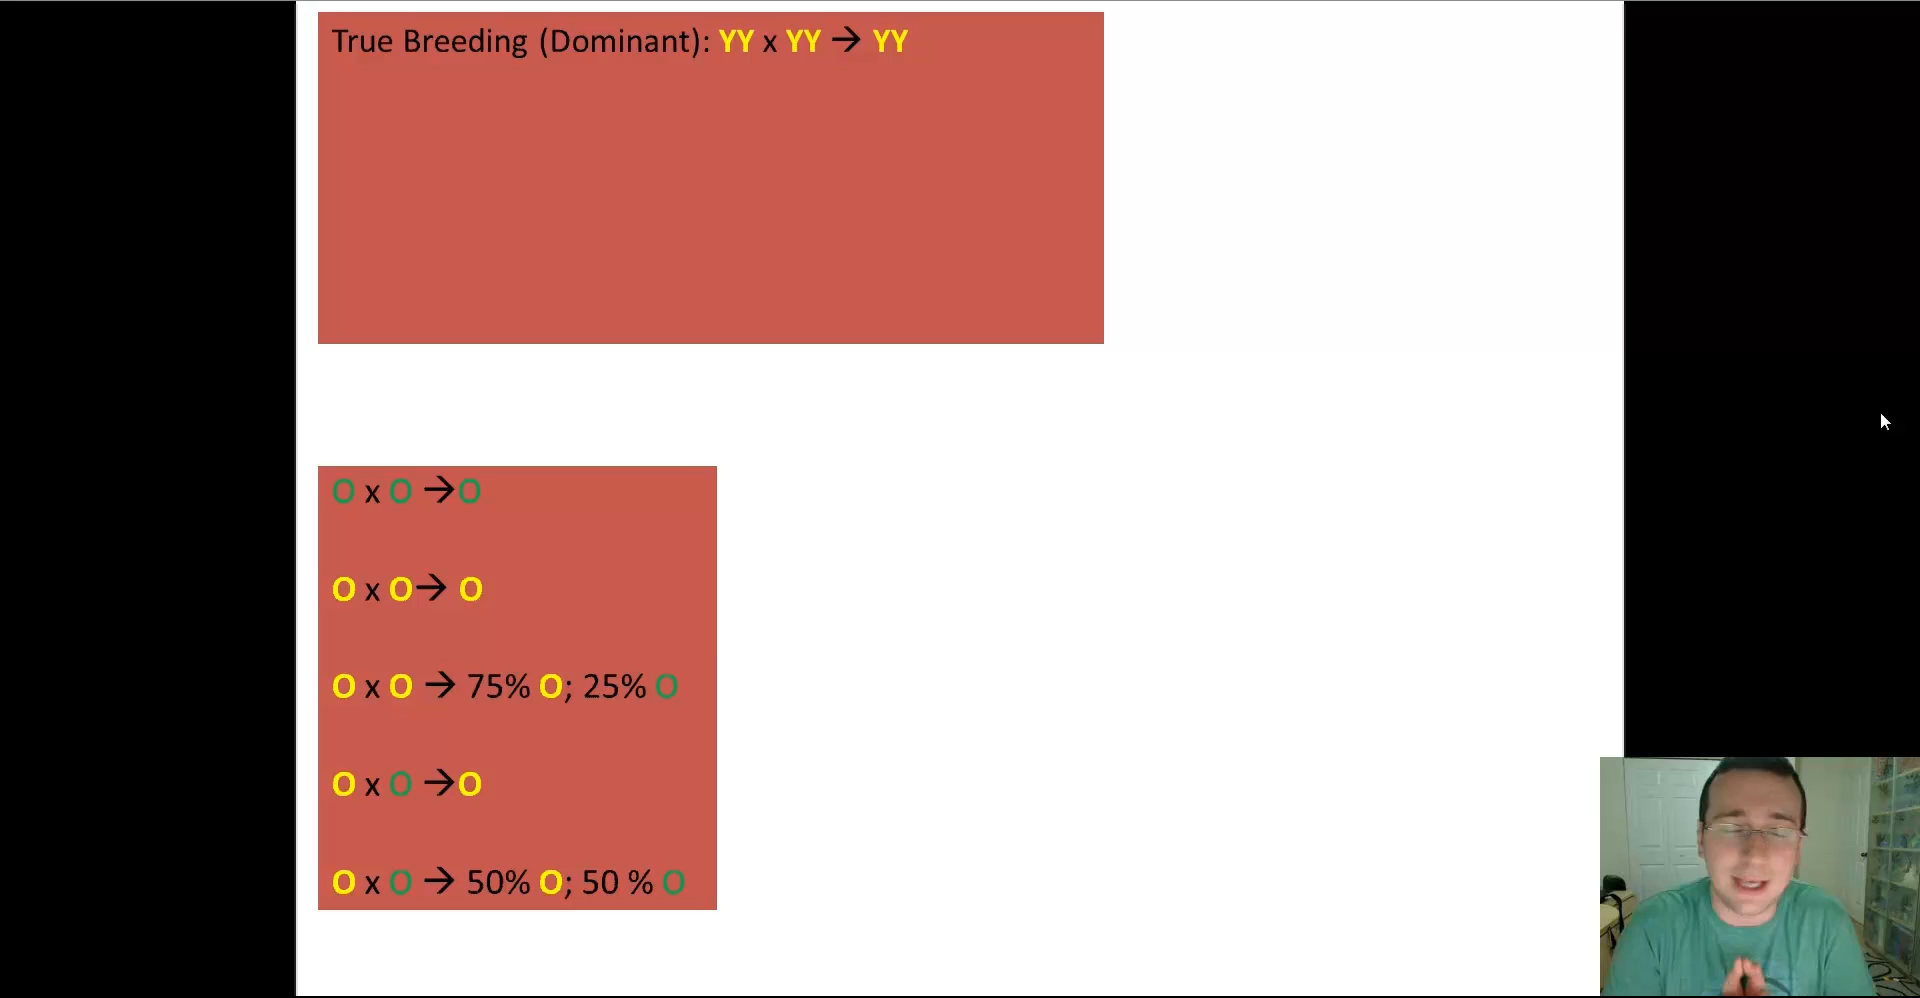 True Breeding (Dominant): YY x YY → YY
O x O →O
O x O→ O
O x O → 75% O; 25% O
O x O →O
O x O → 50% O; 50 % O